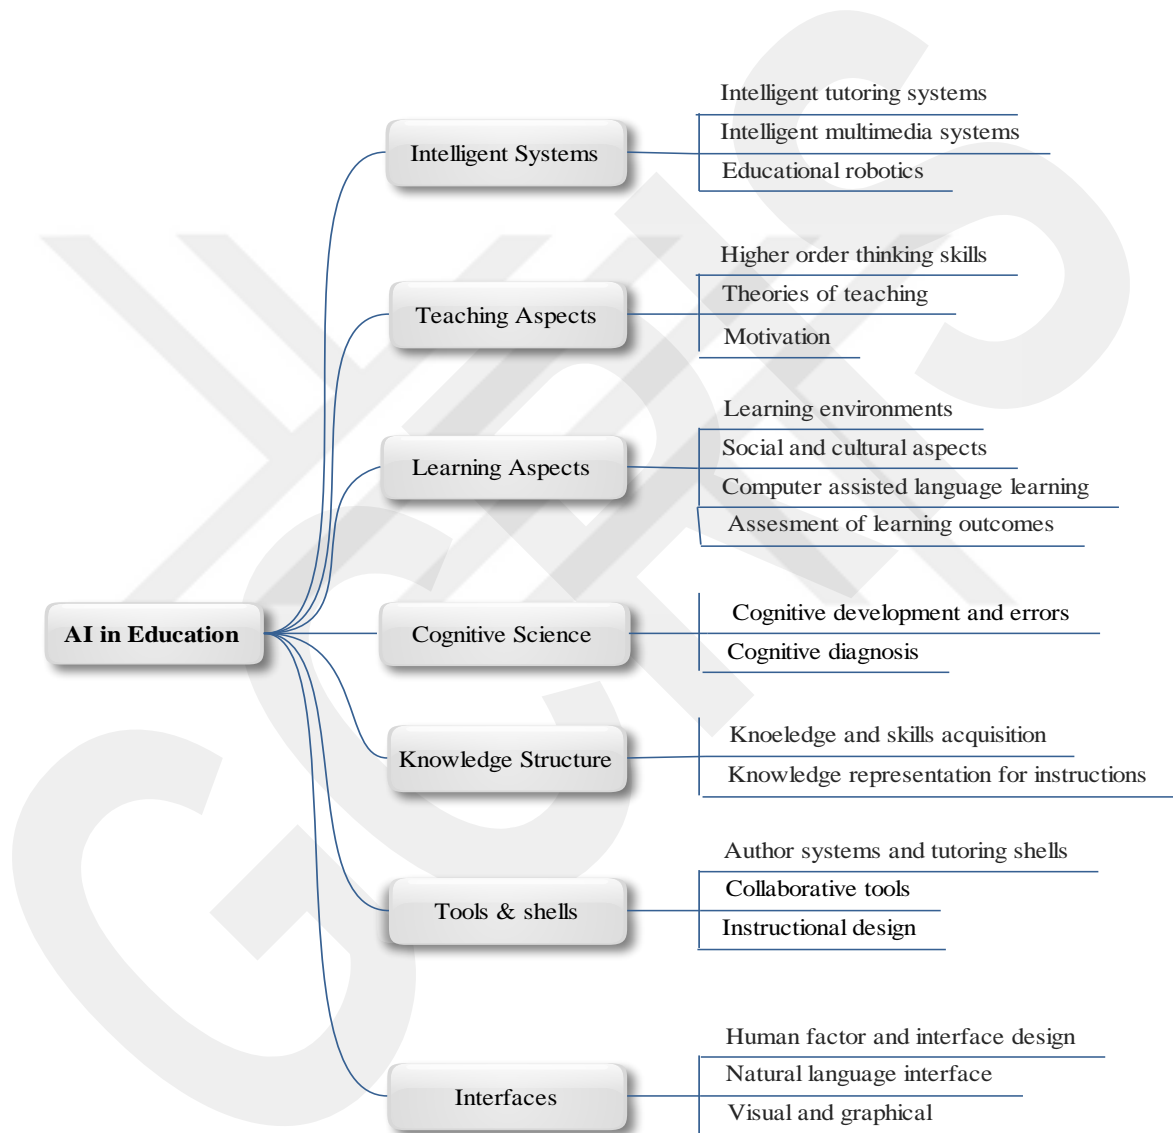 Intelligent tutoring systems
Intelligent Systems
Intelligent multimedia systems
Educational robotics
Higher order thinking skills
Teaching Aspects
Theories of teaching
Motivation
Learning environments
Learning Aspects
Social and cultural aspects
Computer assisted language learning
Assesment of learning outcomes
AI in Education
Cognitive Science
Cognitive development and errors
Cognitive diagnosis
Knowledge Structure
Knoeledge and skills acquisition
Knowledge representation for instructions
Author systems and tutoring shells
Tools & shells
Collaborative tools
Instructional design
Human factor and interface design
Interfaces
Natural language interface
Visual and graphical
GCRIS